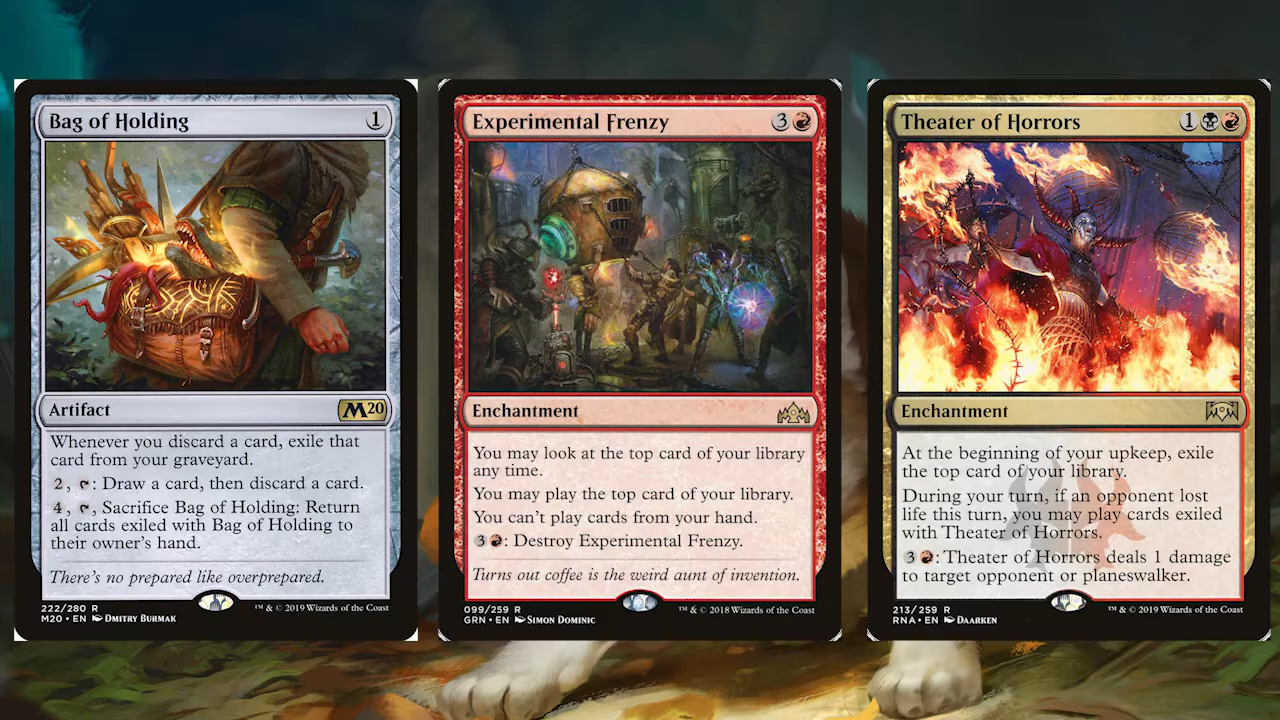 Bag of Holding 1
Artifact M20
Whenever you discard a card, exile that
card from your graveyard.
2, T: Draw a card, then discard a card.
4, T, Sacrifice Bag of Holding: Return
all cards exiled with Bag of Holding to
their owner's hand.
There's no prepared like overprepared.
222/280 R
M20 • EN Dmitry Burmak
™ & © 2019 Wizards of the Coast
Experimental Frenzy 3
Enchantment
You may look at the top card of your library
any time.
You may play the top card of your library.
You can't play cards from your hand.
3: Destroy Experimental Frenzy.
Turns out coffee is the weird aunt of invention.
099/259 R
GRN • EN Simon Dominic
™ & © 2018 Wizards of the Coast
Theater of Horrors 1
Enchantment
At the beginning of your upkeep, exile
the top card of your library.
During your turn, if an opponent lost
life this turn, you may play cards exiled
with Theater of Horrors.
3: Theater of Horrors deals 1 damage
to target opponent or planeswalker.
213/259 R
RNA • EN Daarken
™ & © 2019 Wizards of the Coast